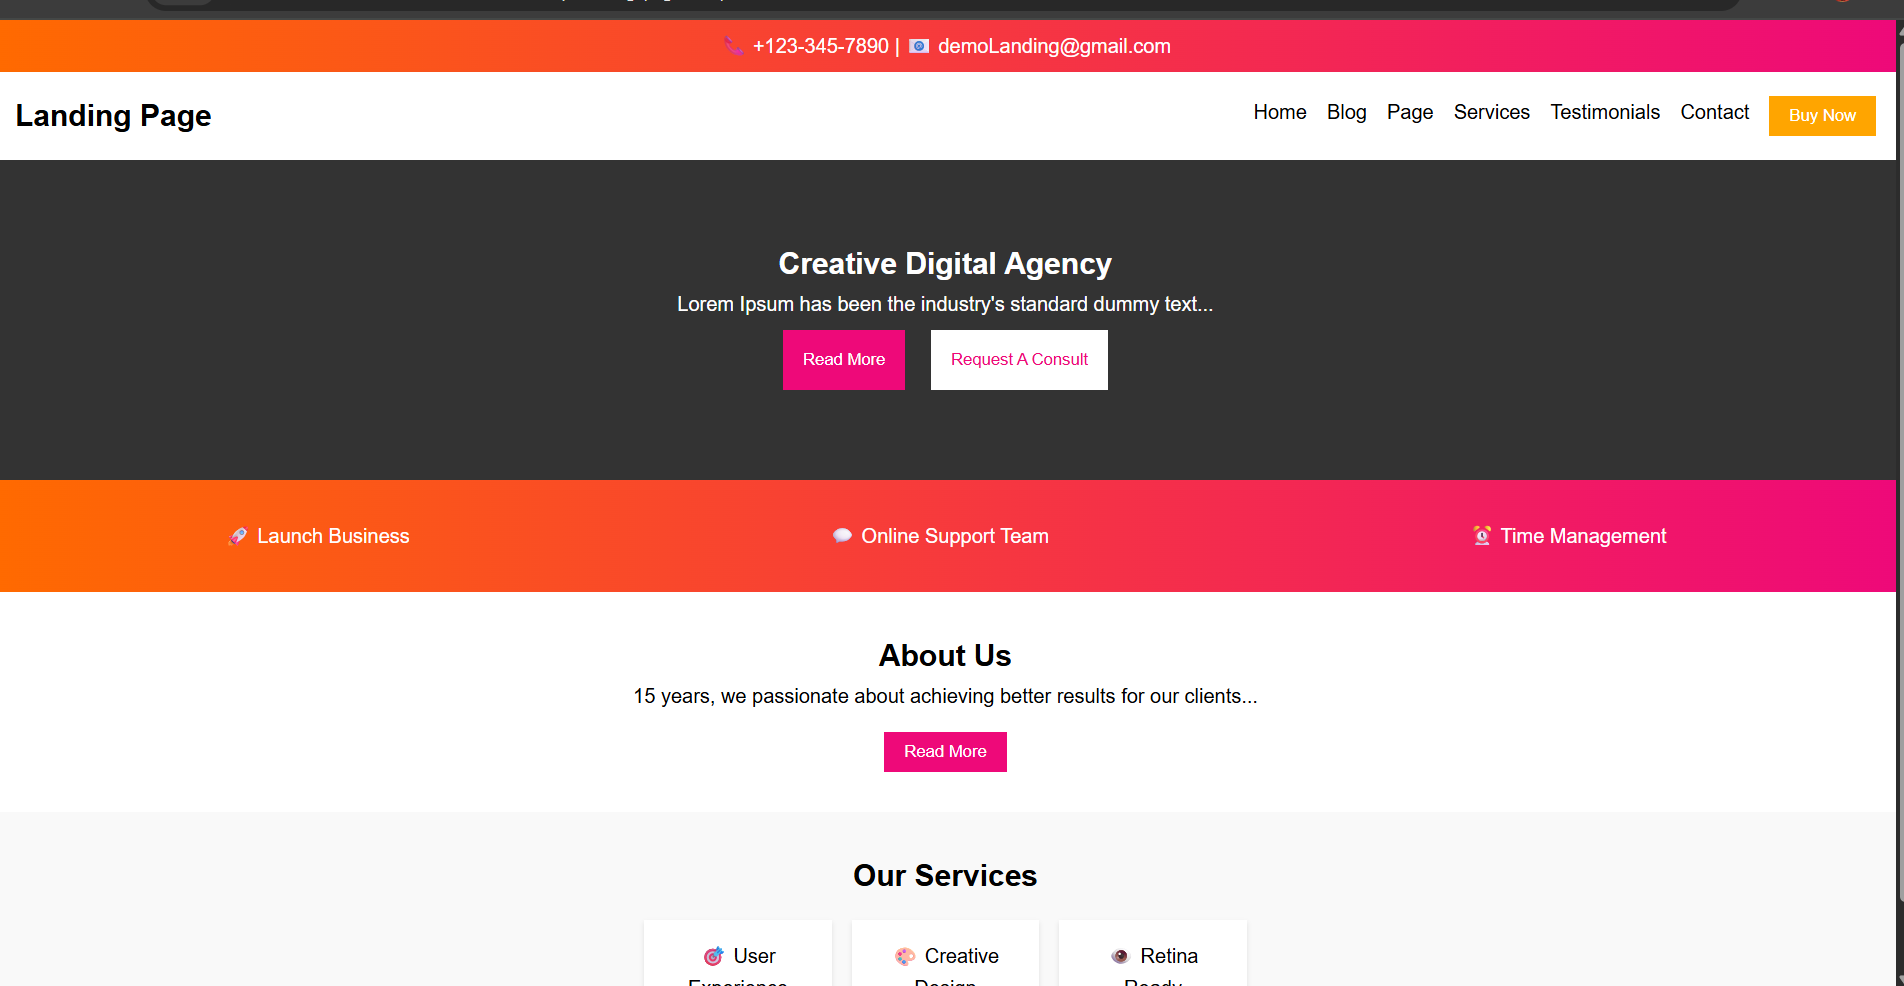 +123-345-7890 | demoLanding@gmail.com
Landing Page
Home Blog Page Services Testimonials Contact Buy Now
Creative Digital Agency
Lorem Ipsum has been the industry's standard dummy text...
Read More Request A Consult
Launch Business Online Support Team Time Management
About Us
15 years, we passionate about achieving better results for our clients...
Read More
Our Services
User Creative Retina
Experience Design Ready